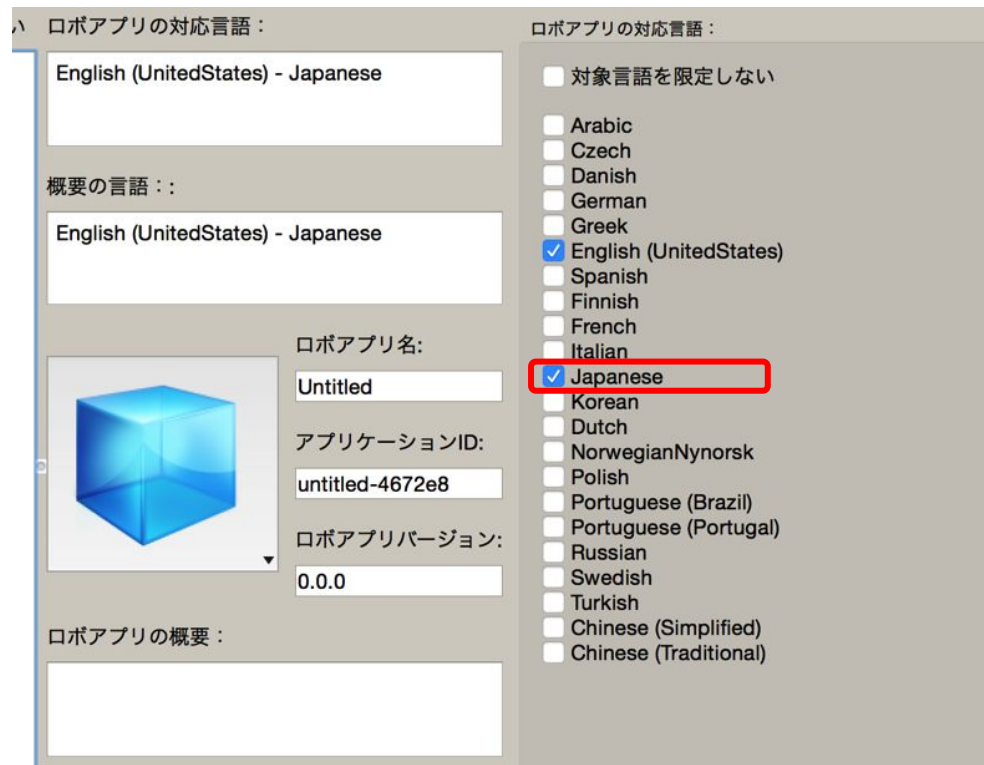 い
ロボアプリの対応言語：
English (UnitedStates) - Japanese
概要の言語：:
English (UnitedStates) - Japanese
ロボアプリ名:
Untitled
アプリケーションID:
untitled-4672e8
ロボアプリバージョン:
0.0.0
ロボアプリの概要：
ロボアプリの対応言語：
対象言語を限定しない
Arabic
Czech
Danish
German
Greek
English (UnitedStates)
Spanish
Finnish
French
Italian
Japanese
Korean
Dutch
NorwegianNynorsk
Polish
Portuguese (Brazil)
Portuguese (Portugal)
Russian
Swedish
Turkish
Chinese (Simplified)
Chinese (Traditional)